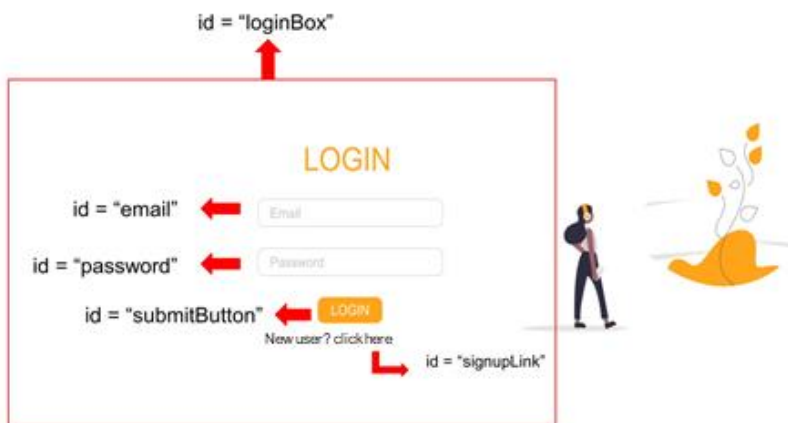 id = “loginBox”
LOGIN
id = “email”
Email
id = “password”
Password
id = “submitButton”
LOGIN
New user? click here
id = “signupLink”